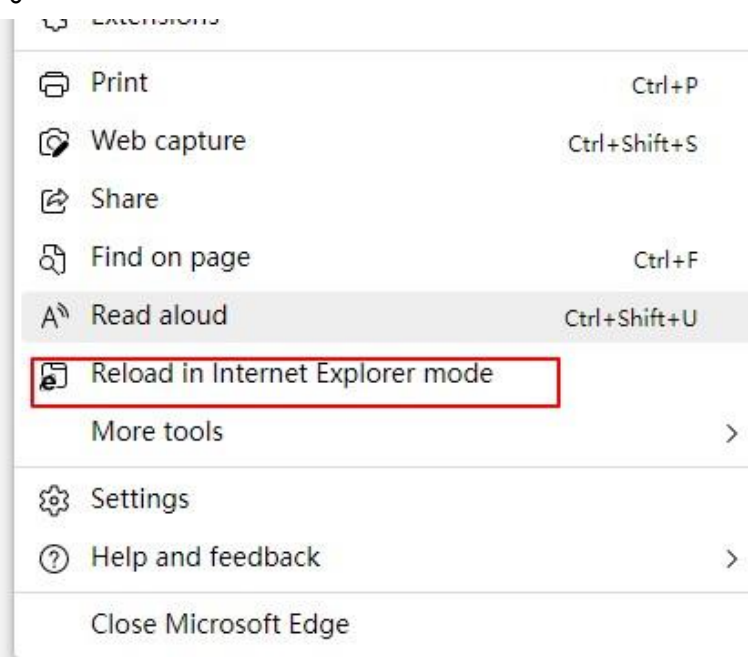 Extensions
Print Ctrl+P
Web capture Ctrl+Shift+S
Share
Find on page Ctrl+F
Read aloud Ctrl+Shift+U
Reload in Internet Explorer mode
More tools
Settings
Help and feedback
Close Microsoft Edge